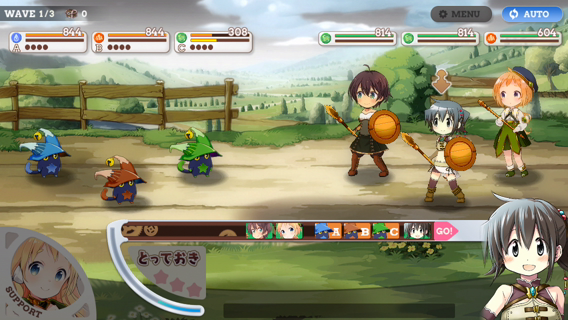 WAVE 1/3 0 MENU AUTO
844 844 308 814 814 604
A B C
A B C GO!
とっておき
SUPPORT